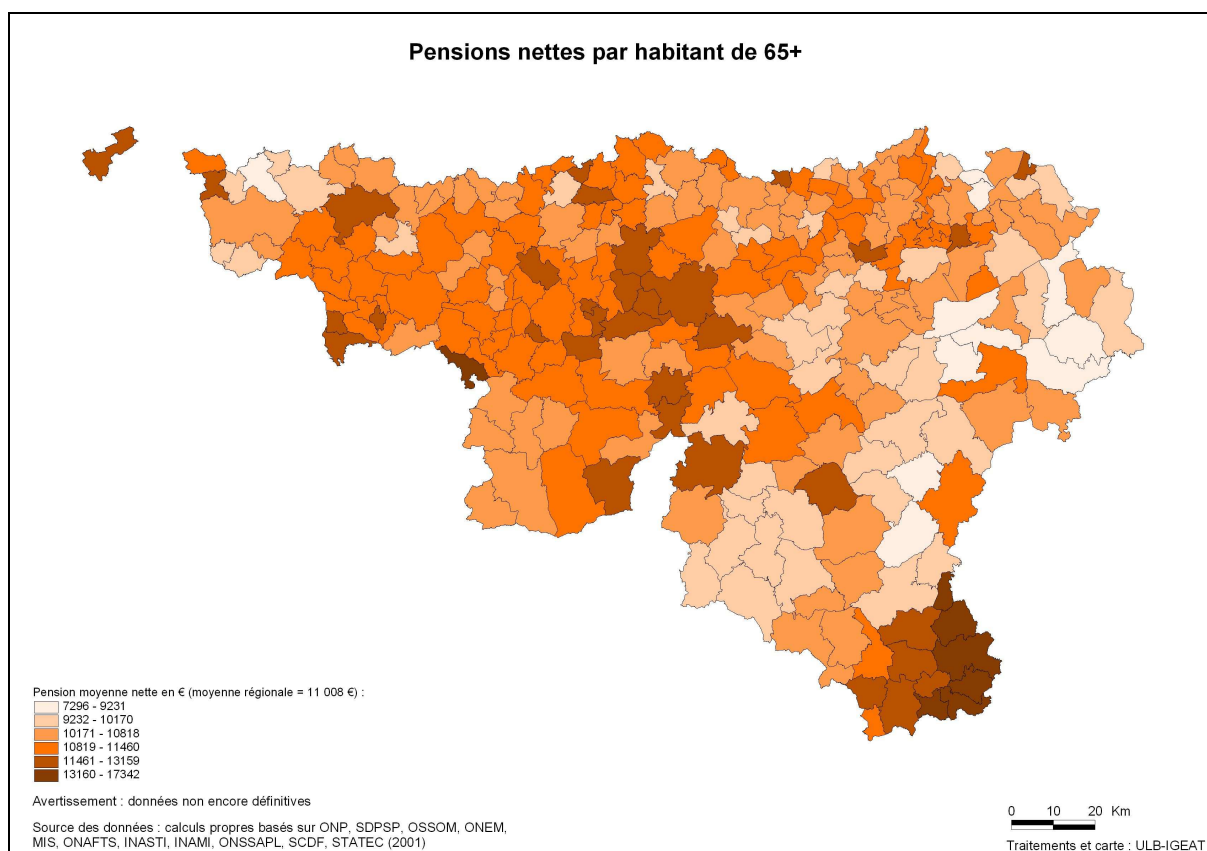 Pensions nettes par habitant de 65+
Pension moyenne nette en € (moyenne régionale = 11 008 €) :
7296 - 9231
9232 - 10170
10171 - 10818
10819 - 11460
11461 - 13159
13160 - 17342
Avertissement : données non encore définitives
Source des données : calculs propres basés sur ONP, SDPSP, OSSOM, ONEM,
MIS, ONAFTS, INASTI, INAMI, ONSSAPL, SCDF, STATEC (2001)
0 10 20 Km
Traitements et carte : ULB-IGEAT